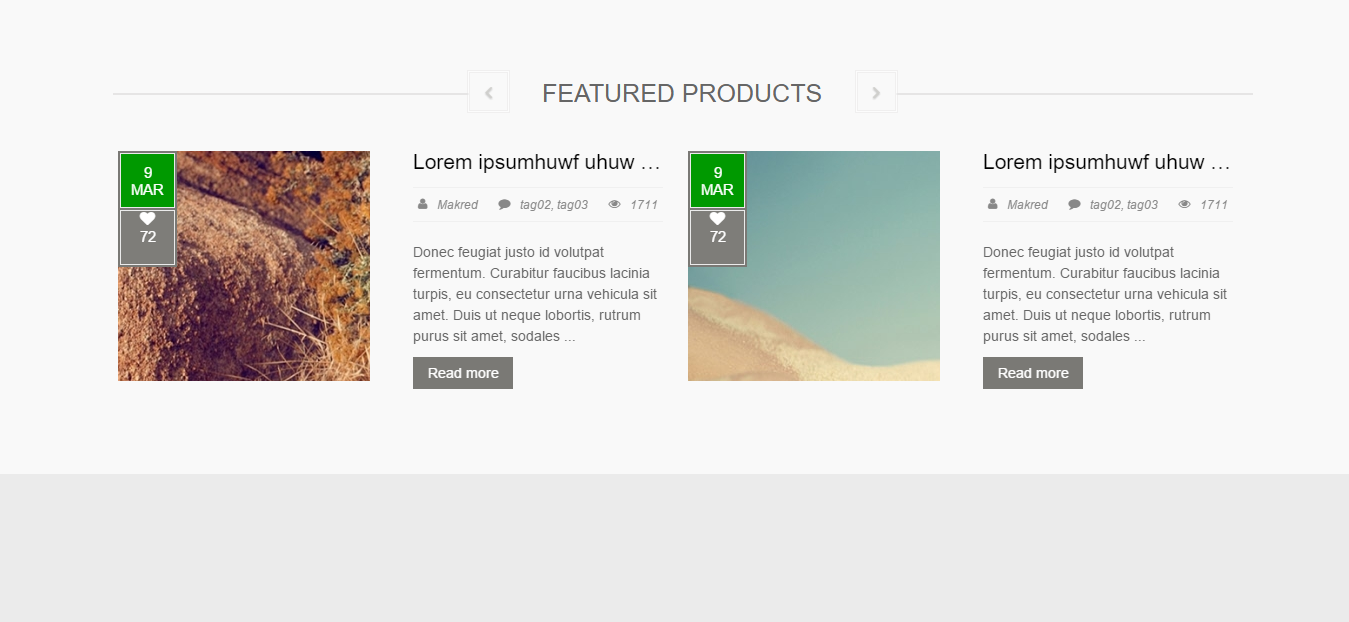 FEATURED PRODUCTS
9
MAR
72
Lorem ipsumhuwf uhuw ...
Makred tag02, tag03 1711
Donec feugiat justo id volutpat
fermentum. Curabitur faucibus lacinia
turpis, eu consectetur urna vehicula sit
amet. Duis ut neque lobortis, rutrum
purus sit amet, sodales ...
Read more
9
MAR
72
Lorem ipsumhuwf uhuw ...
Makred tag02, tag03 1711
Donec feugiat justo id volutpat
fermentum. Curabitur faucibus lacinia
turpis, eu consectetur urna vehicula sit
amet. Duis ut neque lobortis, rutrum
purus sit amet, sodales ...
Read more